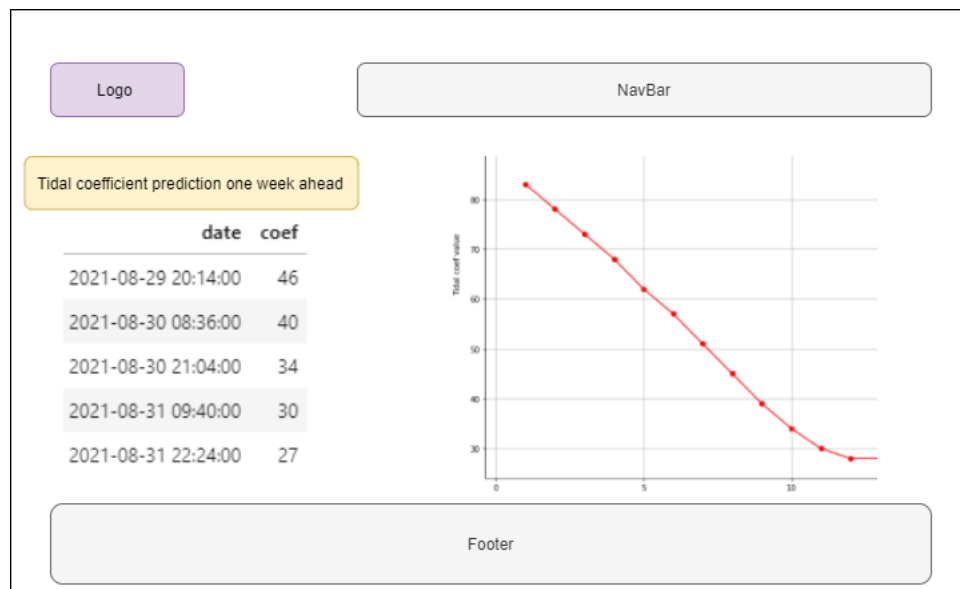 Logo
NavBar
Tidal coefficient prediction one week ahead
date coef
2021-08-29 20:14:00 46
2021-08-30 08:36:00 40
2021-08-30 21:04:00 34
2021-08-31 09:40:00 30
2021-08-31 22:24:00 27
Tidal coef value
80
70
60
50
40
30
0 5 10
Footer